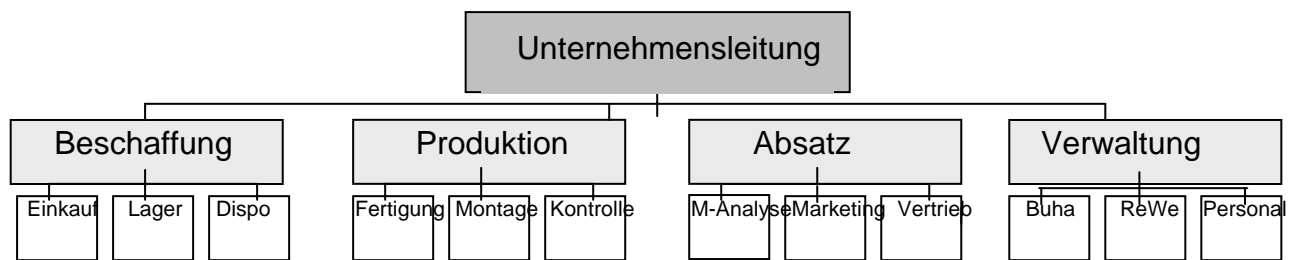 Unternehmensleitung
Beschaffung Produktion Absatz Verwaltung
Einkauf Lager Dispo Fertigung Montage Kontrolle M-Analyse Marketing Vertrieb Buha ReWe Personal